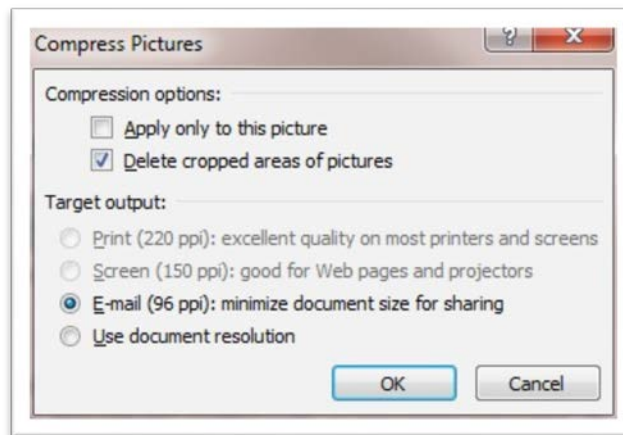 Compress Pictures
?
Compression options:
Apply only to this picture
Delete cropped areas of pictures
Target output:
Print (220 ppi): excellent quality on most printers and screens
Screen (150 ppi): good for Web pages and projectors
E-mail (96 ppi): minimize document size for sharing
Use document resolution
OK Cancel